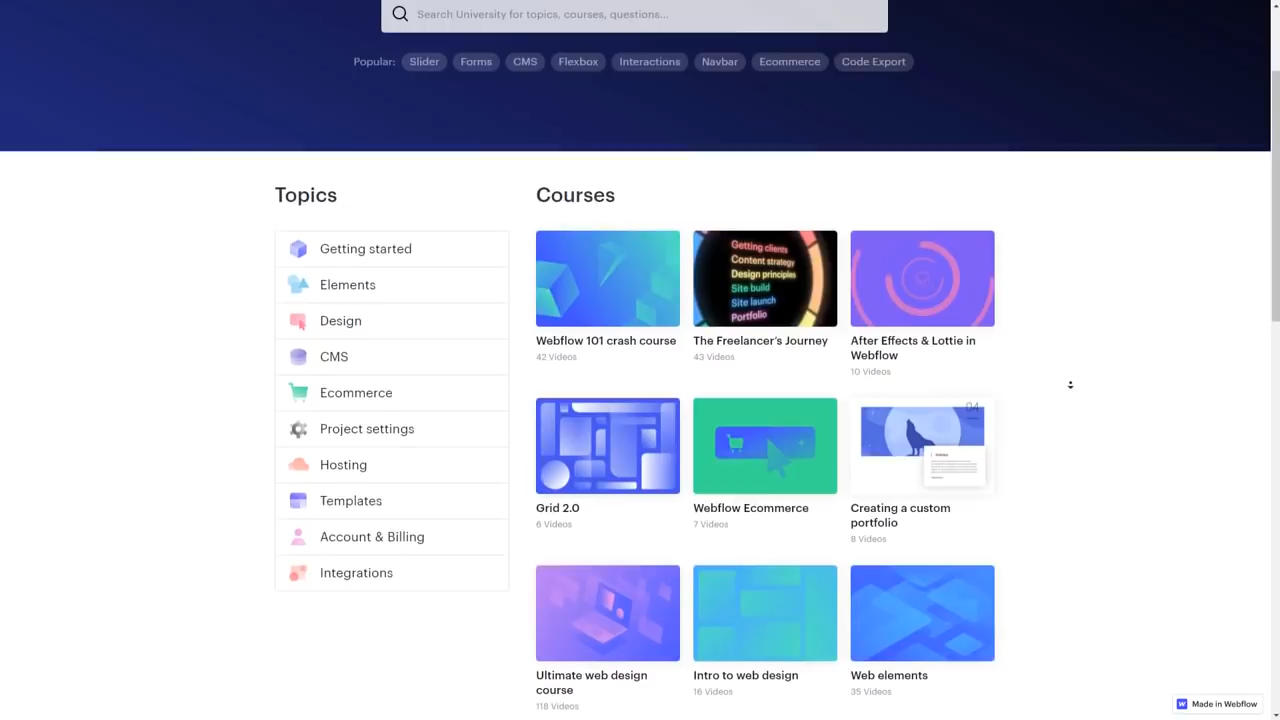 Search University for topics, courses, questions...
Popular: Slider Forms CMS Flexbox Interactions Navbar Ecommerce Code Export
Topics
Getting started
Elements
Design
CMS
Ecommerce
Project settings
Hosting
Templates
Account & Billing
Integrations
Courses
Getting clients
Content strategy
Design principles
Site build
Site launch
Portfolio
Webflow 101 crash course
42 Videos
The Freelancer's Journey
43 Videos
After Effects & Lottie in
Webflow
10 Videos
04
Grid 2.0
6 Videos
Webflow Ecommerce
7 Videos
Creating a custom
portfolio
8 Videos
Ultimate web design
course
118 Videos
Intro to web design
16 Videos
Web elements
35 Videos
Made in Webflow